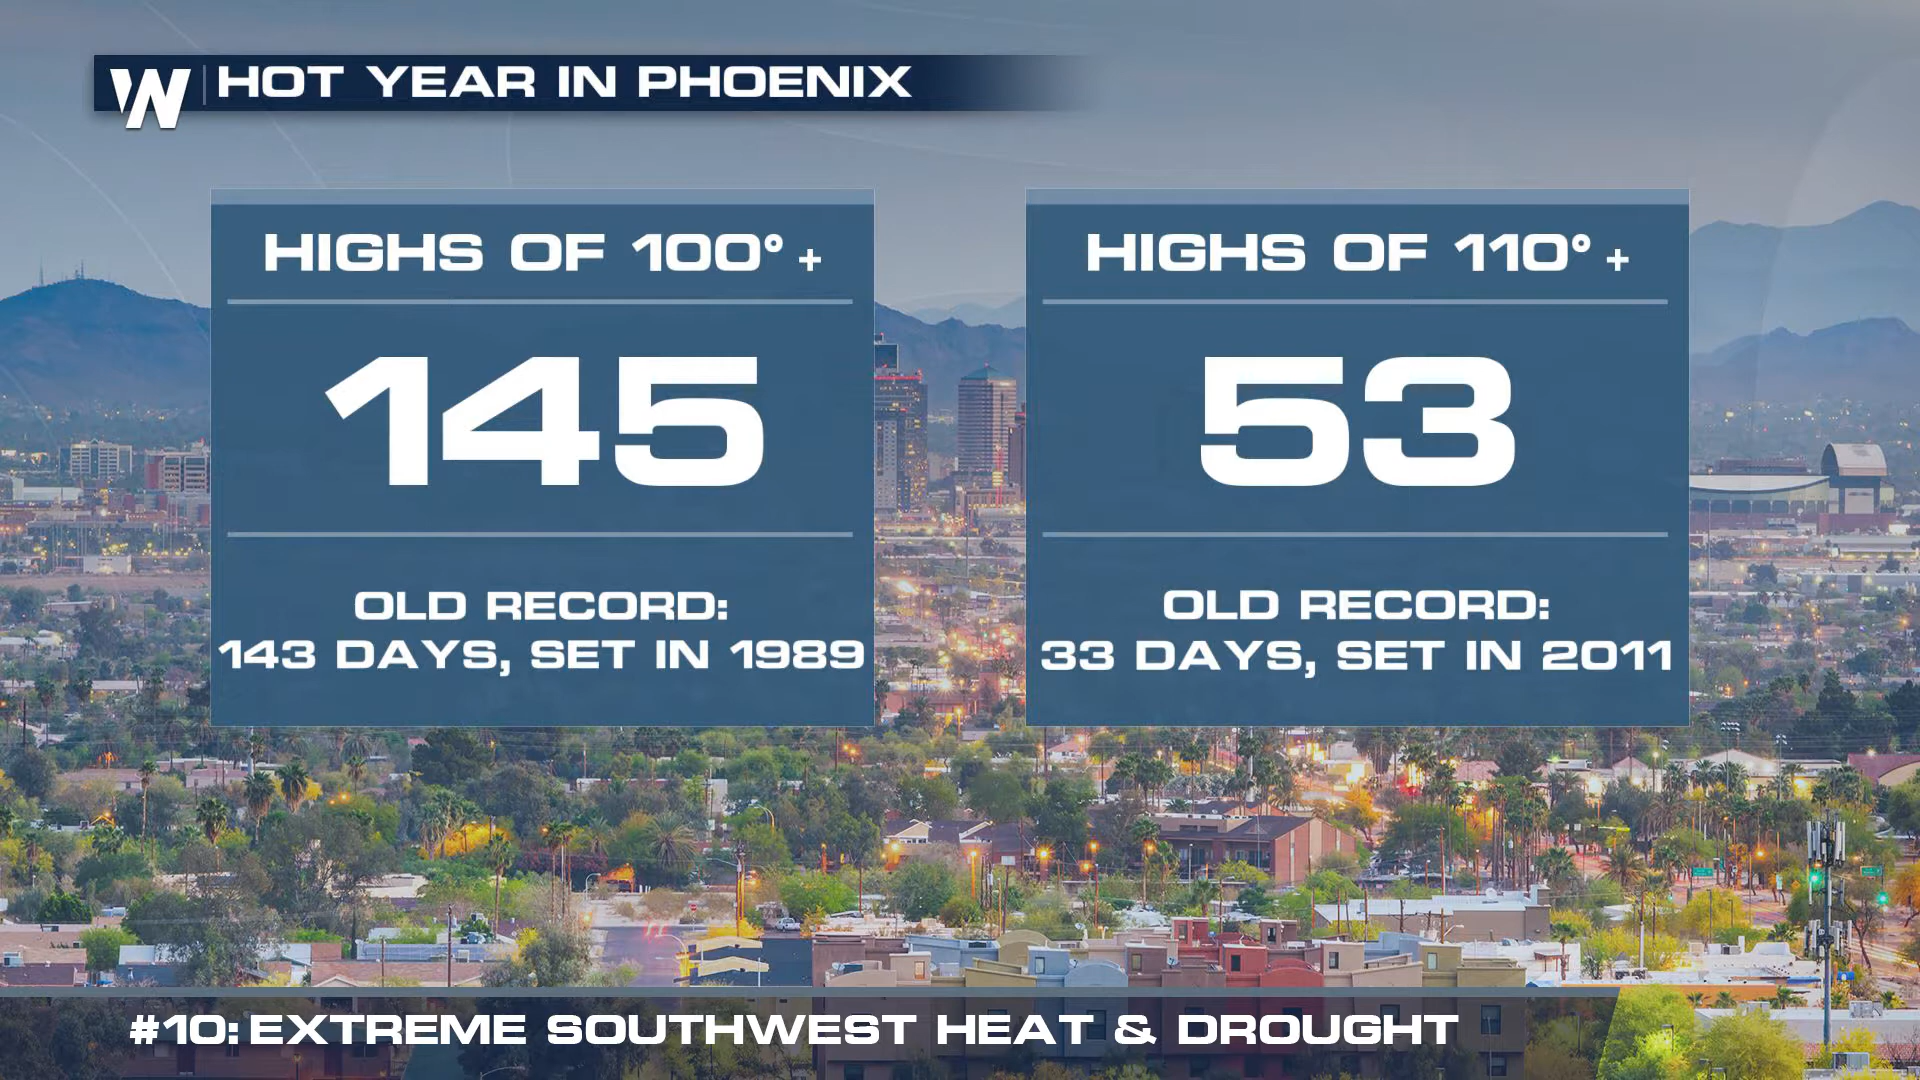 W HOT YEAR IN PHOENIX
HIGHS OF 100° +
145
OLD RECORD:
143 DAYS, SET IN 1989
HIGHS OF 110° +
53
OLD RECORD:
33 DAYS, SET IN 2011
#10: EXTREME SOUTHWEST HEAT & DROUGHT